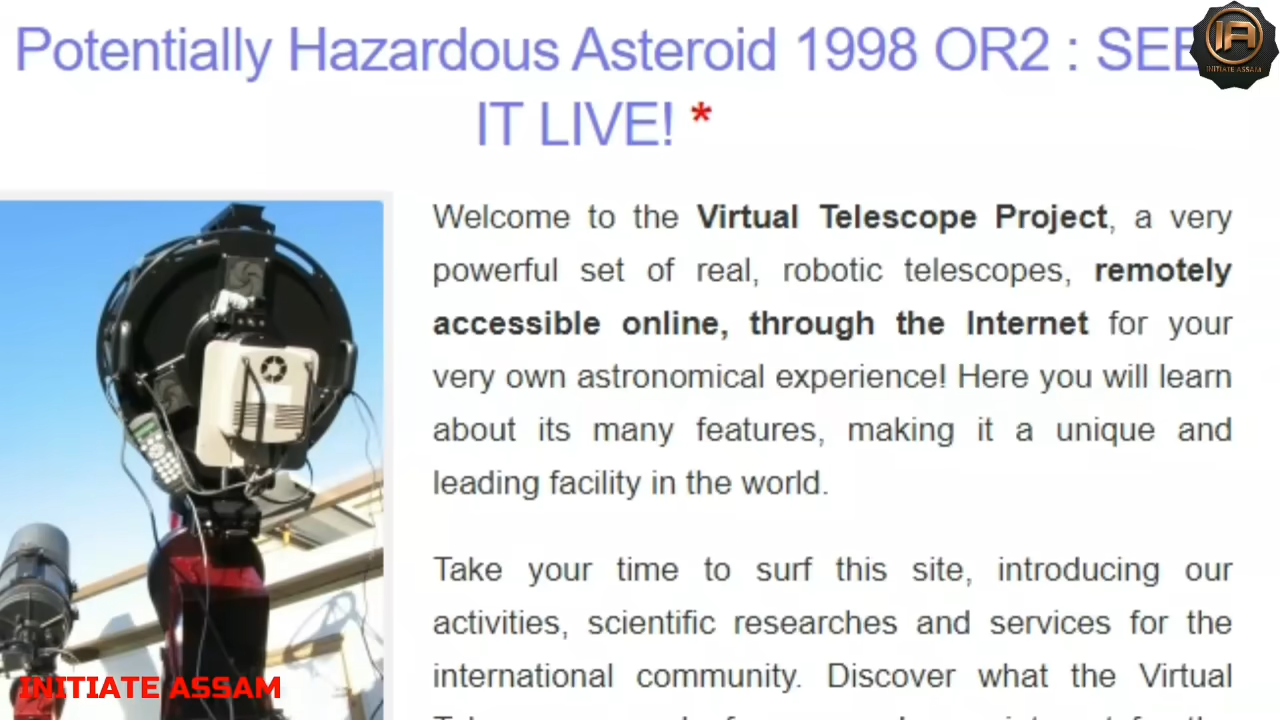 Potentially Hazardous Asteroid 1998 OR2 : SEE
IT LIVE! *
IA
INITIATE ASSAM
Welcome to the Virtual Telescope Project, a very
powerful set of real, robotic telescopes, remotely
accessible online, through the Internet for your
very own astronomical experience! Here you will learn
about its many features, making it a unique and
leading facility in the world.
Take your time to surf this site, introducing our
activities, scientific researches and services for the
international community. Discover what the Virtual
INITIATE ASSAM